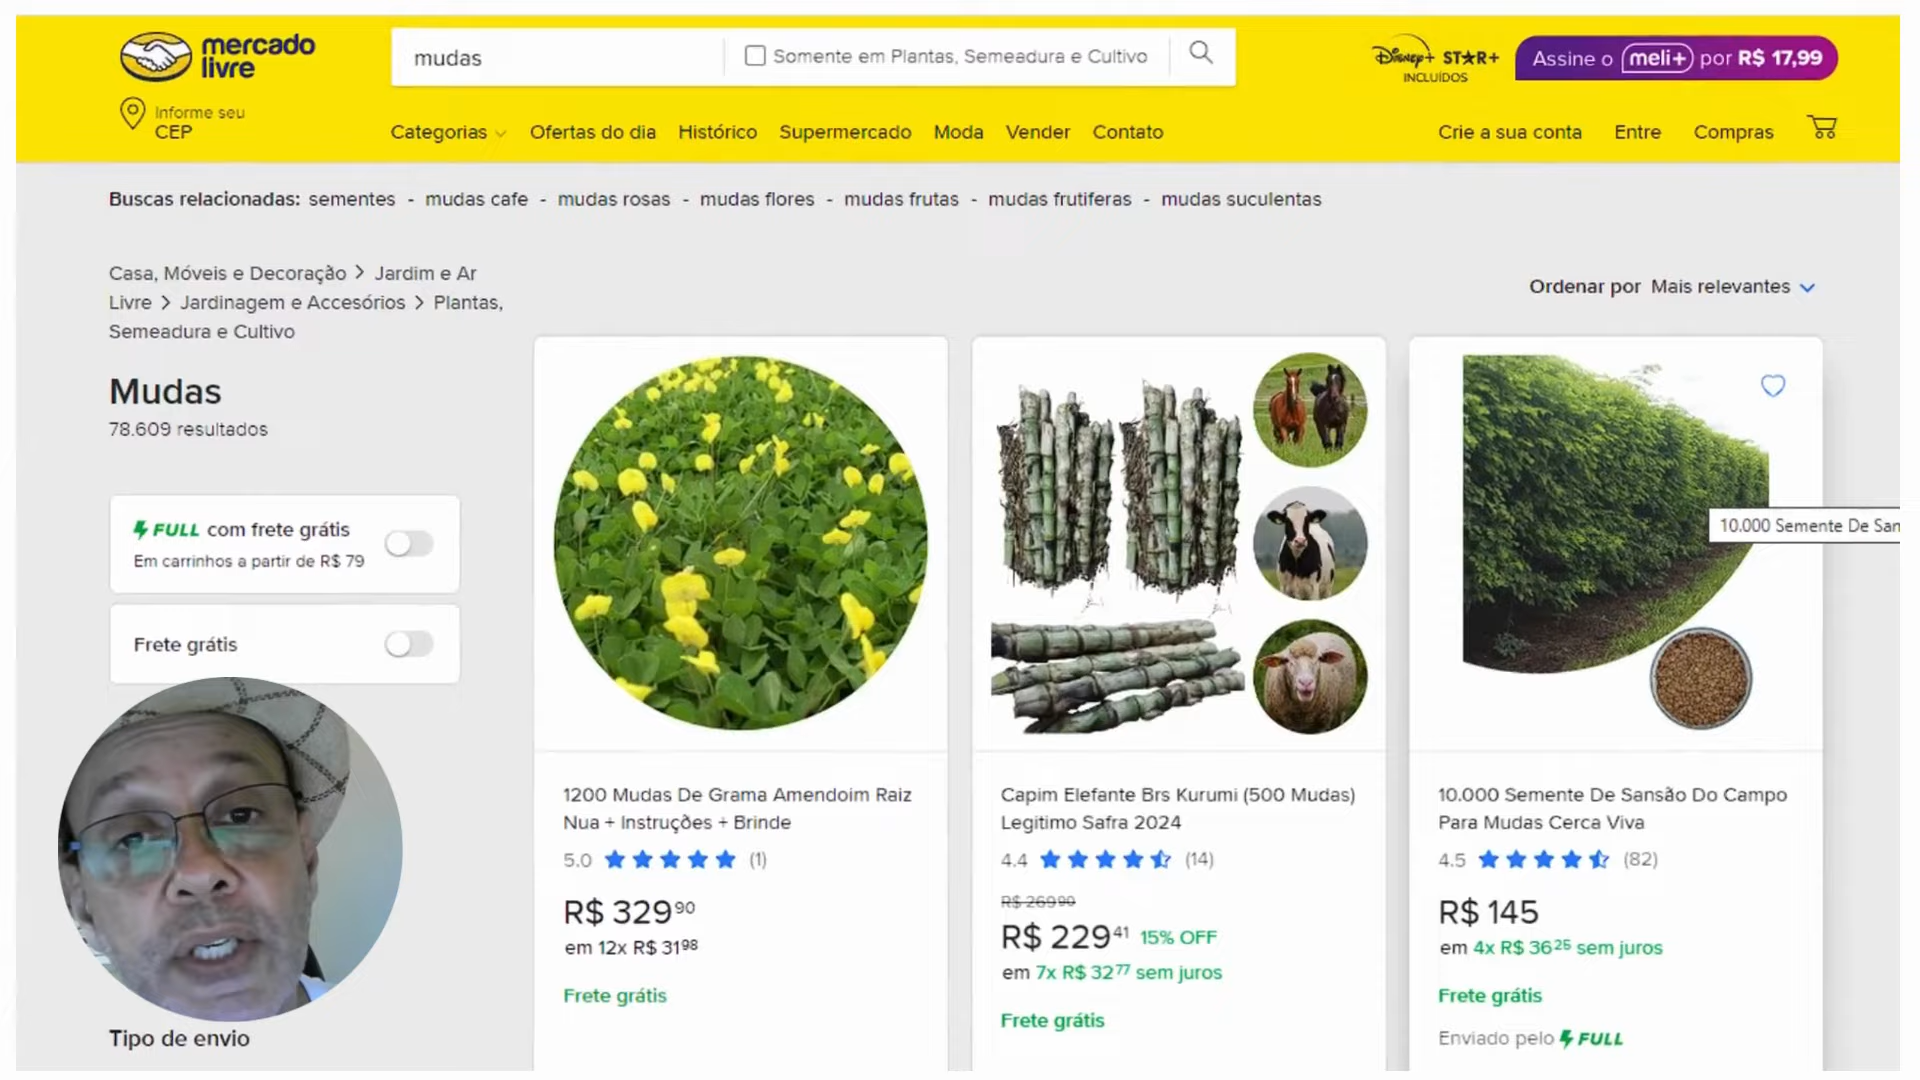 mercado
livre
mudas
Somente em Plantas, Semeadura e Cultivo
Disney+ STAR+
INCLUÍDOS
Assine o meli+ por R$ 17,99
Informe seu
CEP
Categorias
Ofertas do dia
Histórico
Supermercado
Moda
Vender
Contato
Crie a sua conta
Entre
Compras
Buscas relacionadas: sementes - mudas cafe - mudas rosas - mudas flores - mudas frutas - mudas frutiferas - mudas suculentas
Casa, Móveis e Decoração > Jardim e Ar
Livre > Jardinagem e Accesórios > Plantas,
Semeadura e Cultivo
Ordenar por Mais relevantes
Mudas
78.609 resultados
FULL com frete grátis
Em carrinhos a partir de R$ 79
Frete grátis
Tipo de envio
1200 Mudas De Grama Amendoim Raiz
Nua + Instruções + Brinde
5.0 (1)
R$ 329 90
em 12x R$ 31 98
Frete grátis
Capim Elefante Brs Kurumi (500 Mudas)
Legitimo Safra 2024
4.4 (14)
R$ 269 90
R$ 229 41 15% OFF
em 7x R$ 32 77 sem juros
Frete grátis
10.000 Semente De San
10.000 Semente De Sansão Do Campo
Para Mudas Cerca Viva
4.5 (82)
R$ 145
em 4x R$ 36 25 sem juros
Frete grátis
Enviado pelo FULL